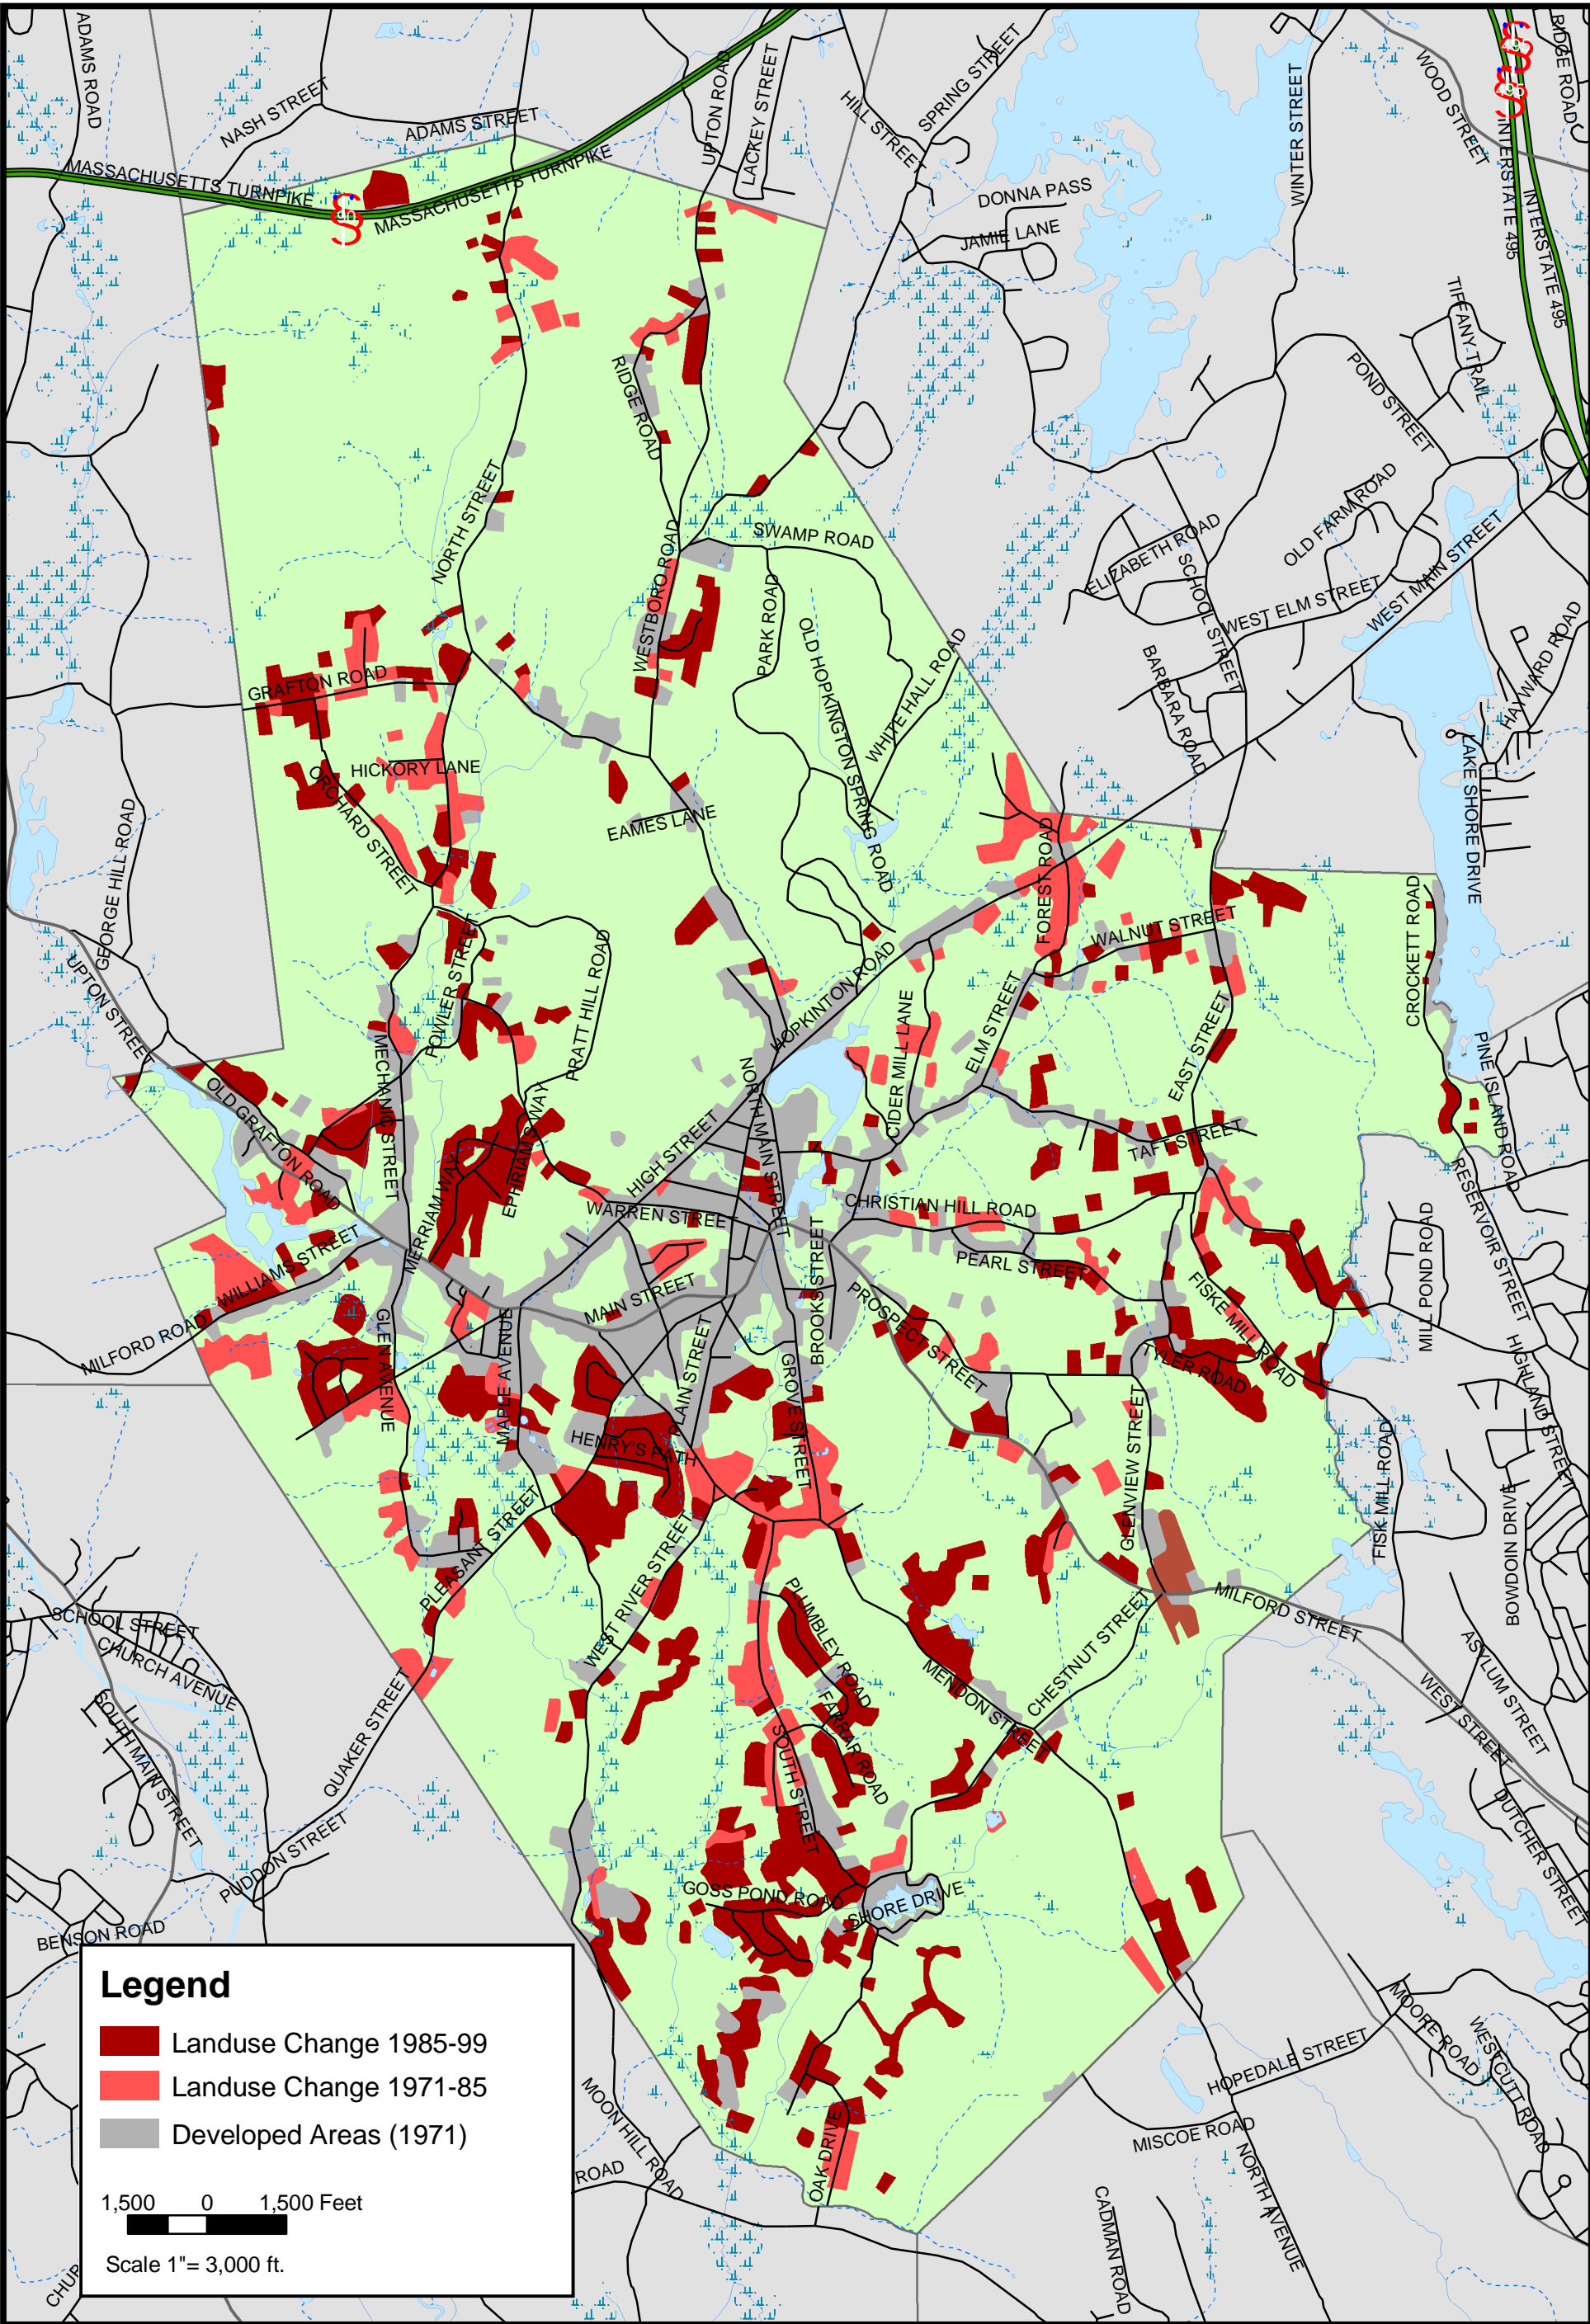 ADAMS ROAD
NASH STREET
ADAMS STREET
UPTON ROAD
LACKEY STREET
HILL STREET
SPRING STREET
WINTER STREET
WOOD STREET
RIDGE ROAD
495
495
INTERSTATE 495
INTERSTATE 495
MASSACHUSETTS TURNPIKE
90
MASSACHUSETTS TURNPIKE
DONNA PASS
JAMIE LANE
TIFFANY TRAIL
POND STREET
RIDGE ROAD
NORTH STREET
WESTBORO ROAD
SWAMP ROAD
PARK ROAD
OLD HOPKINGTON SPRING ROAD
WHITE HALL ROAD
ELIZABETH ROAD
SCHOOL STREET
OLD FARM ROAD
WEST ELM STREET
WEST MAIN STREET
BARBARA ROAD
HAYWARD ROAD
LAKE SHORE DRIVE
GRAFTON ROAD
HICKORY LANE
ORCHARD STREET
EAMES LANE
GEORGE HILL ROAD
UPTON STREET
FOWLER STREET
PRATT HILL ROAD
HOPKINTON ROAD
FOREST ROAD
WALNUT STREET
CROCKETT ROAD
MECHANIC STREET
OLD GRAFTON ROAD
CIDER MILL LANE
ELM STREET
EAST STREET
PINE ISLAND ROAD
NORTH MAIN STREET
HIGH STREET
EPHRIAM'S WAY
MERRIAM WAY
WARREN STREET
TAFT STREET
CHRISTIAN HILL ROAD
PEARL STREET
RESERVOIR STREET
MILL POND ROAD
WILLIAMS STREET
MILFORD ROAD
MAIN STREET
BROOKS STREET
PROSPECT STREET
FISKE MILL ROAD
TYLER ROAD
HIGHLAND STREET
GLEN AVENUE
MAPLE AVENUE
PLAIN STREET
GROVE STREET
HENRY'S PATH
GLENVIEW STREET
FISK MILL ROAD
BOWDOIN DRIVE
PLEASANT STREET
WEST RIVER STREET
PLUMBLEY ROAD
MILFORD STREET
CHESTNUT STREET
MENDON STREET
FARRAR ROAD
SOUTH STREET
ASYLUM STREET
WEST STREET
DUTCHER STREET
SCHOOL STREET
CHURCH AVENUE
SOUTH MAIN STREET
QUAKER STREET
PUDDON STREET
BENSON ROAD
GOSS POND ROAD
SHORE DRIVE
MOORE ROAD
WESTCUTT ROAD
HOPEDALE STREET
MISCOE ROAD
NORTH AVENUE
CADMAN ROAD
OAK DRIVE
MOON HILL ROAD
ROAD
CHUP
Legend
Landuse Change 1985-99
Landuse Change 1971-85
Developed Areas (1971)
1,500 0 1,500 Feet
Scale 1"= 3,000 ft.